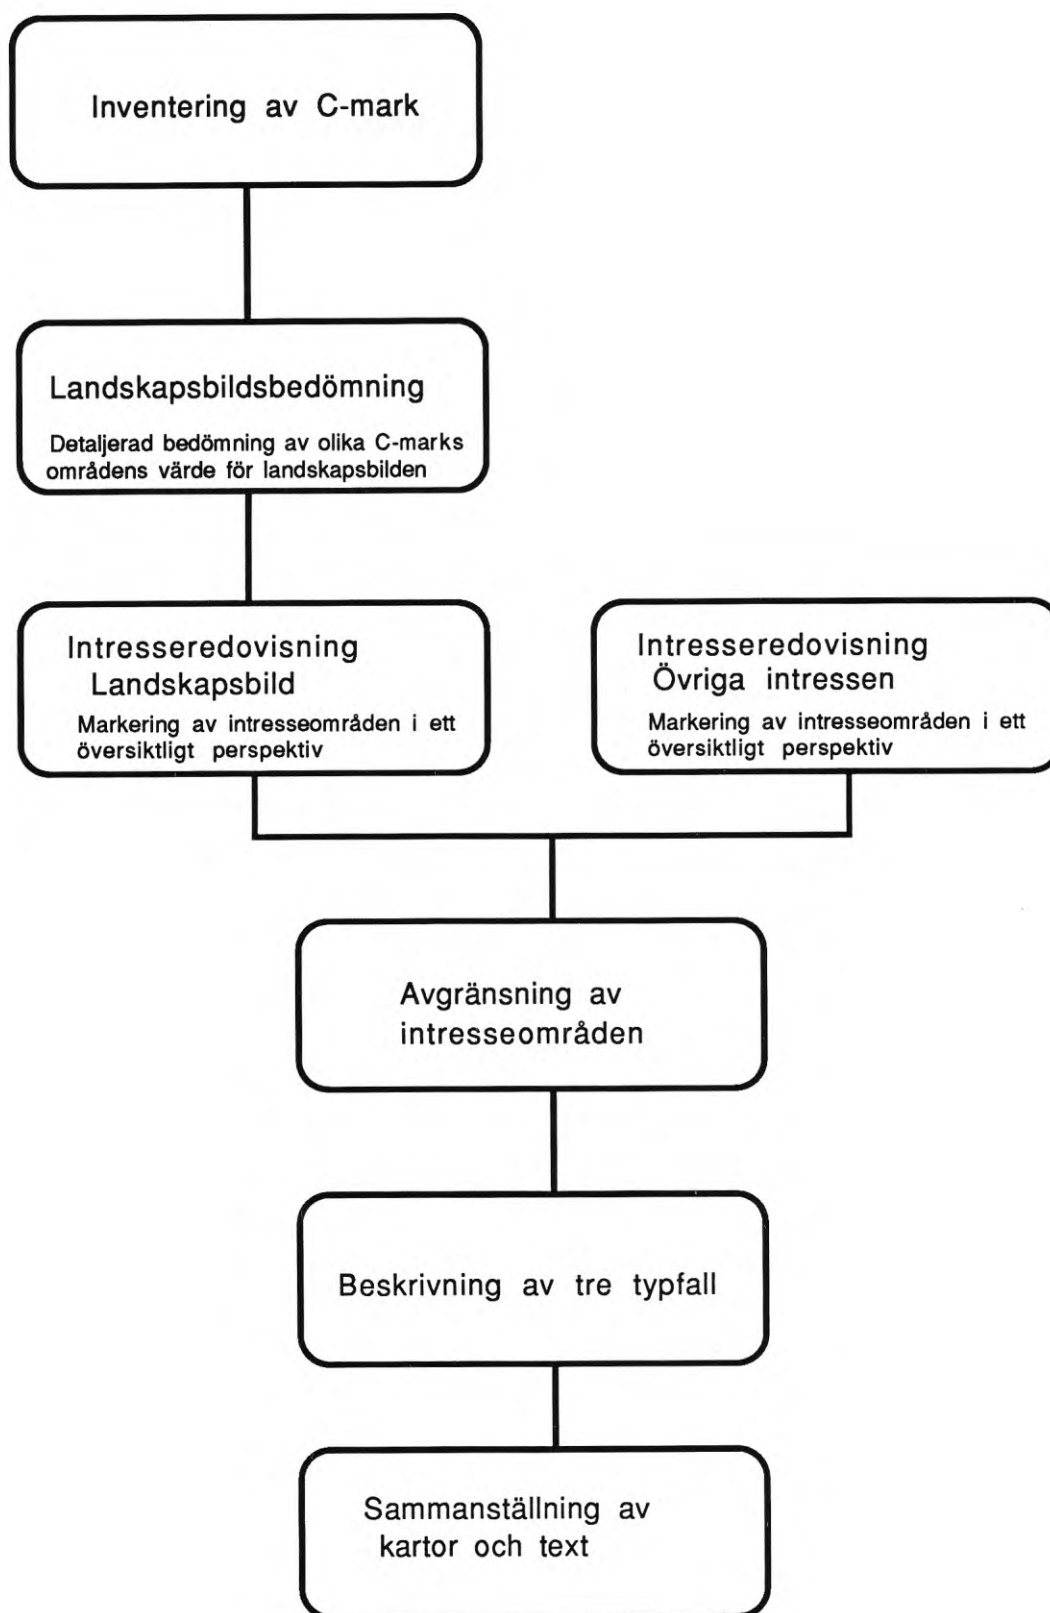 Inventering av C-mark
Landskapsbildsbedömning
Detaljerad bedömning av olika C-marks
områdens värde för landskapsbilden
Intresseredovisning
Landskapsbild
Markering av intresseområden i ett
översiktligt perspektiv
Intresseredovisning
Övriga intressen
Markering av intresseområden i ett
översiktligt perspektiv
Avgränsning av
intresseområden
Beskrivning av tre typfall
Sammanställning av
kartor och text